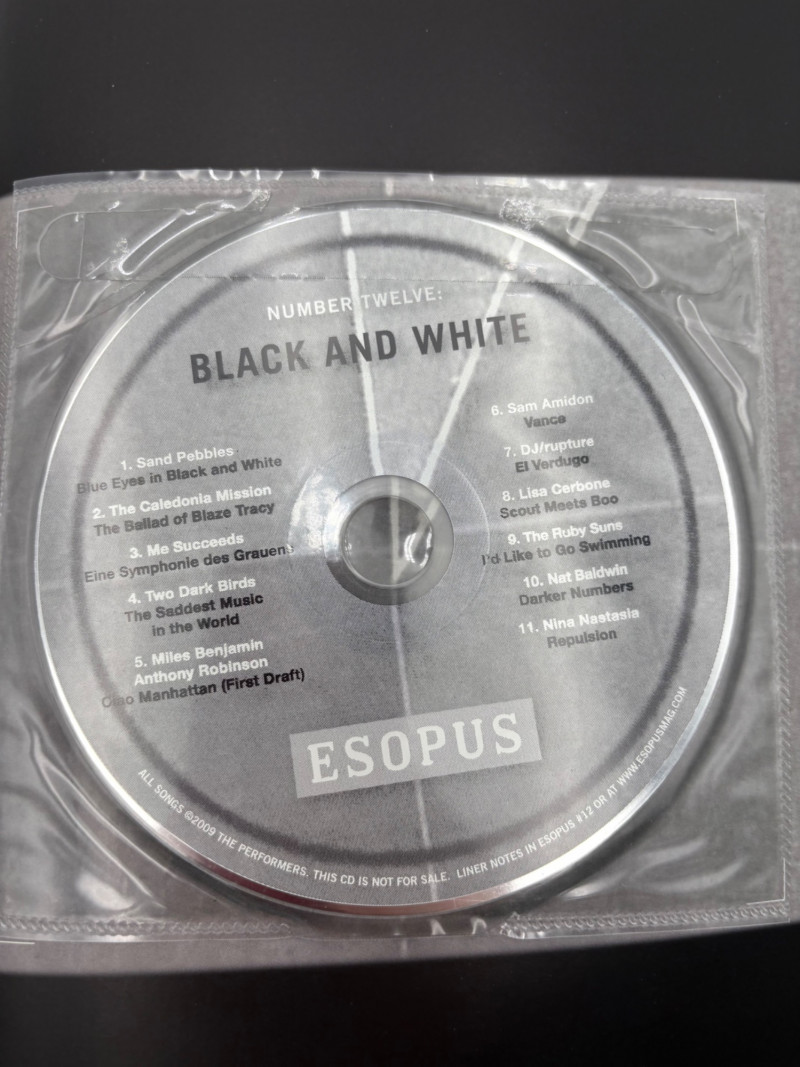 NUMBER TWELVE:
BLACK AND WHITE
1. Sand Pebbles
Blue Eyes in Black and White
2. The Caledonia Mission
The Ballad of Blaze Tracy
3. Me Succeeds
Eine Symphonie des Grauens
4. Two Dark Birds
The Saddest Music
in the World
5. Miles Benjamin
Anthony Robinson
Ciao Manhattan (First Draft)
6. Sam Amidon
Vance
7. DJ/rupture
El Verdugo
8. Lisa Cerbone
Scout Meets Boo
9. The Ruby Suns
I'd Like to Go Swimming
10. Nat Baldwin
Darker Numbers
11. Nina Nastasia
Repulsion
ESOPUS
ALL SONGS ©2009 THE PERFORMERS. THIS CD IS NOT FOR SALE. LINER NOTES IN ESOPUS #12 OR AT WWW.ESOPUSMAG.COM